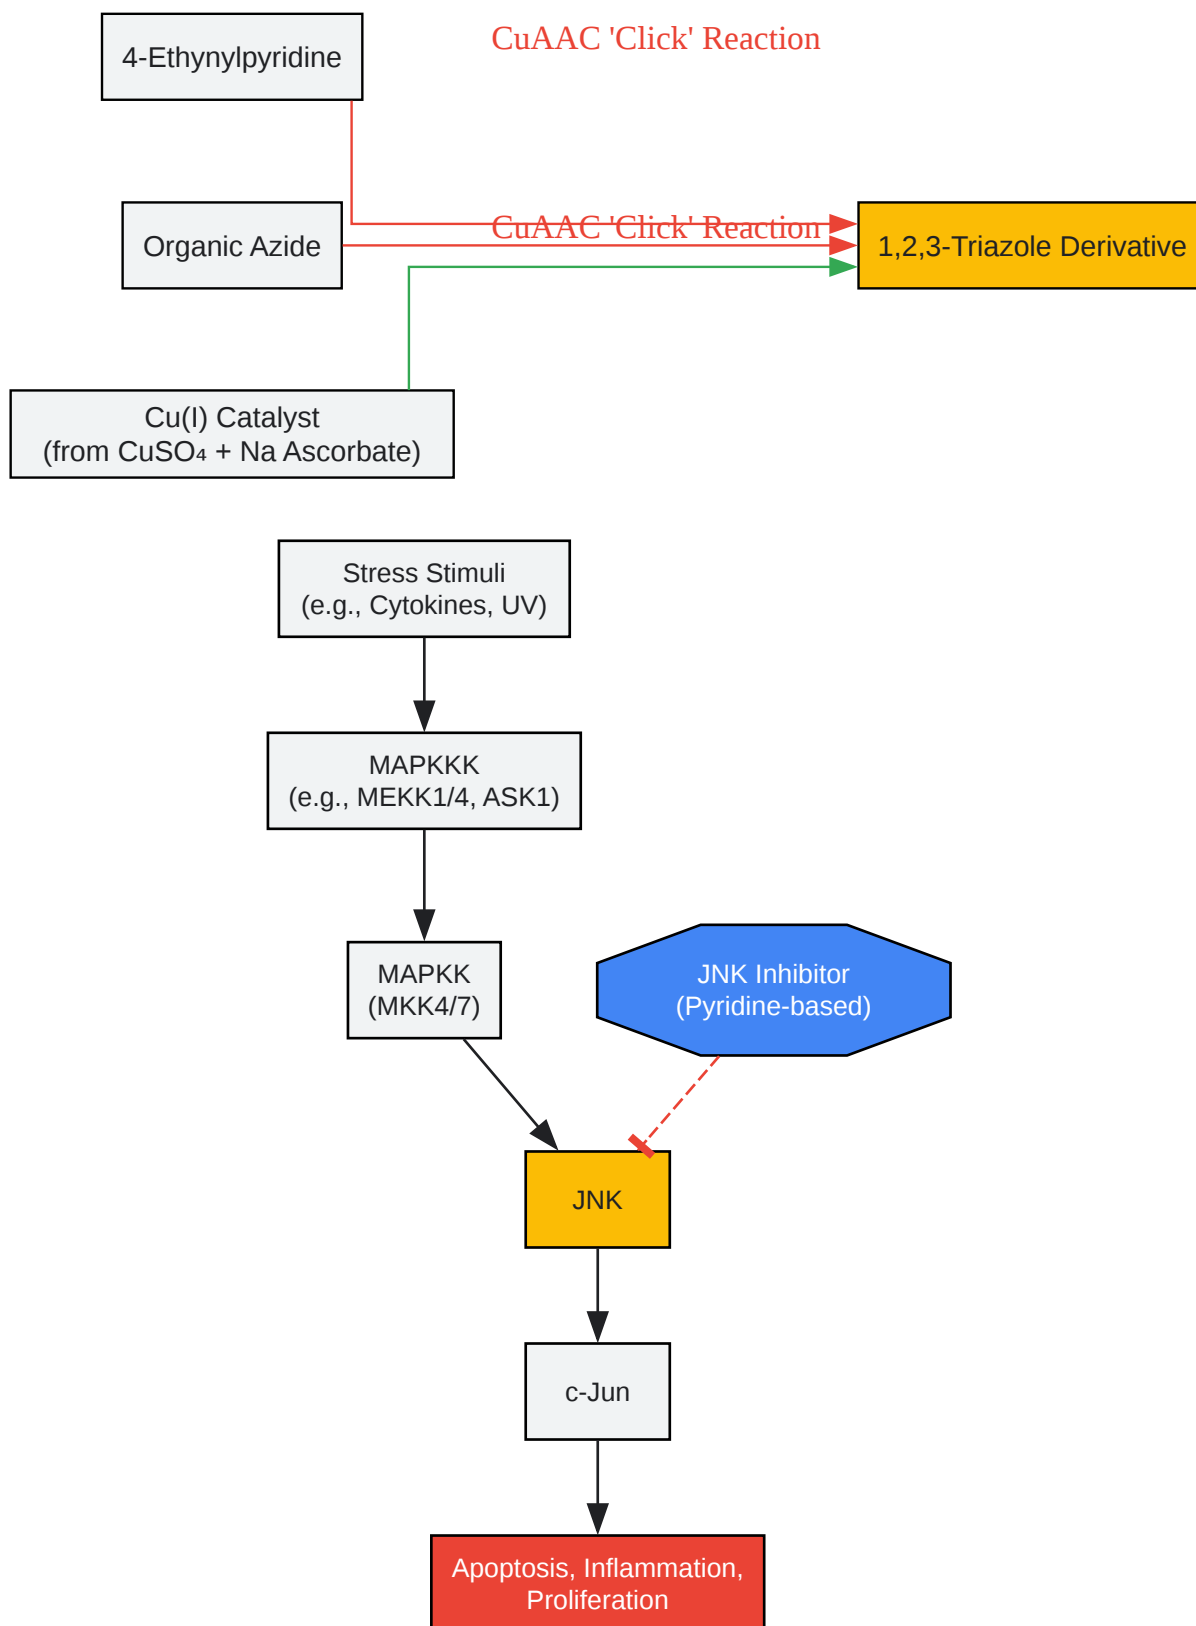 4-Ethynylpyridine
CuAAC 'Click' Reaction
Organic Azide
CuAAC 'Click' Reaction
1,2,3-Triazole Derivative
Cu(I) Catalyst
(from CuSO₄ + Na Ascorbate)
Stress Stimuli
(e.g., Cytokines, UV)
MAPKKK
(e.g., MEKK1/4, ASK1)
MAPKK
(MKK4/7)
JNK Inhibitor
(Pyridine-based)
JNK
c-Jun
Apoptosis, Inflammation,
Proliferation